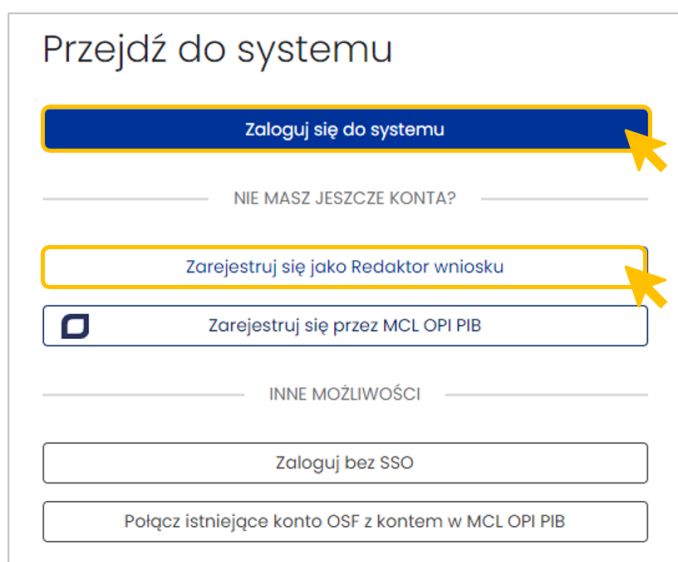 Przejdź do systemu
Zaloguj się do systemu
NIE MASZ JESZCZE KONTA?
Zarejestruj się jako Redaktor wniosku
Zarejestruj się przez MCL OPI PIB
INNE MOŻLIWOŚCI
Zaloguj bez SSO
Połącz istniejące konto OSF z kontem w MCL OPI PIB